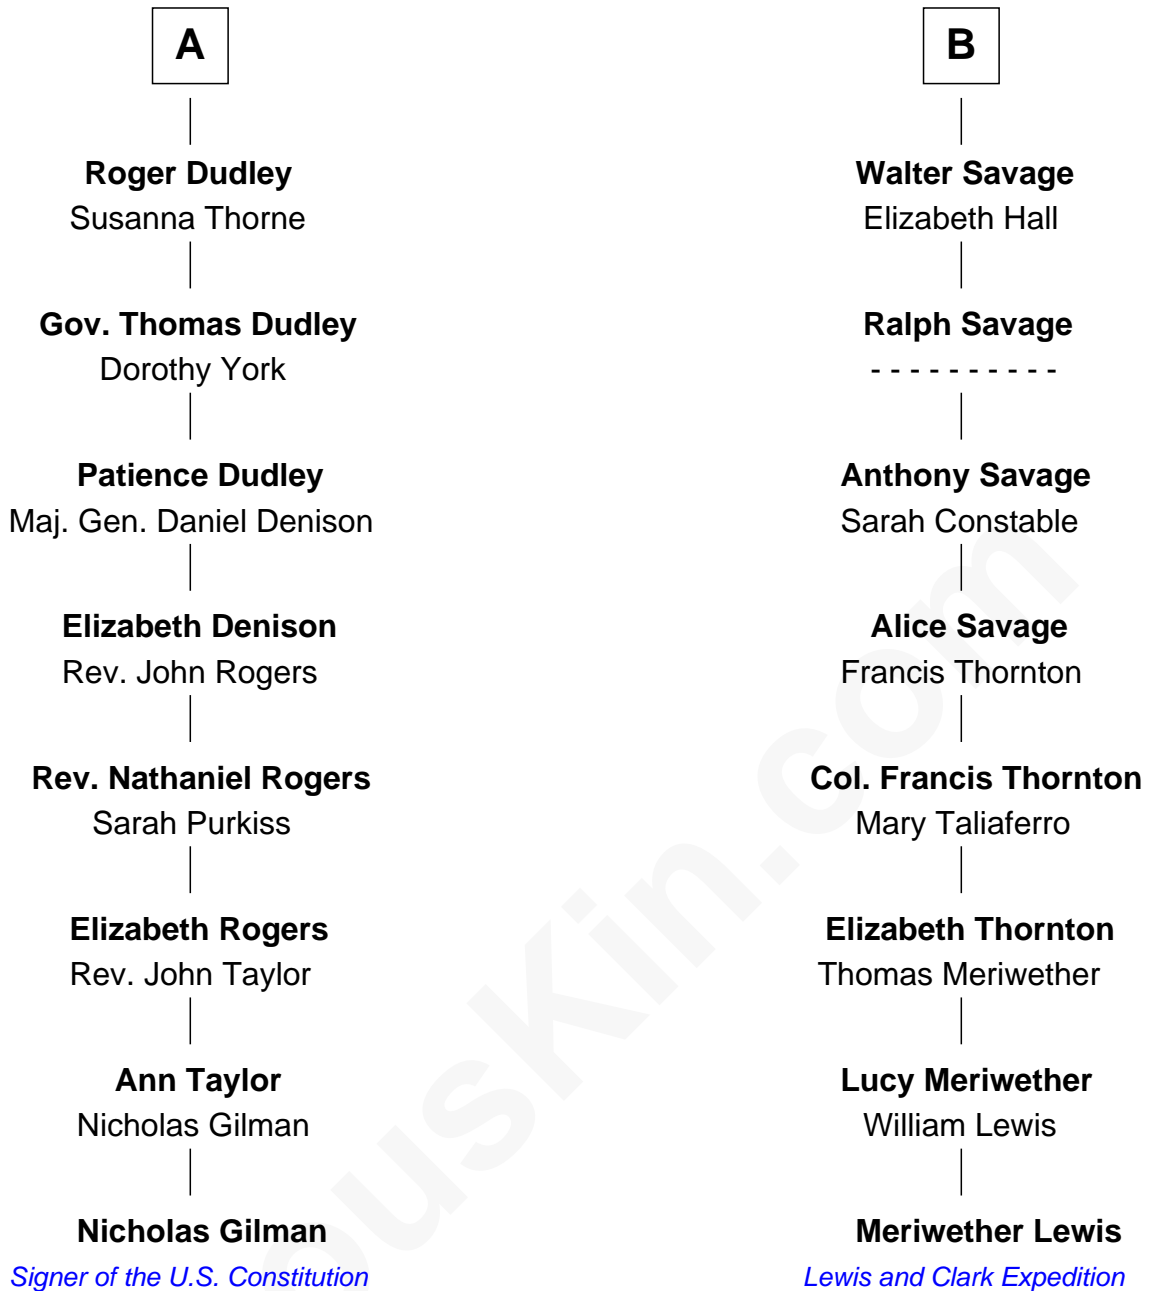 A
Roger Dudley
Susanna Thorne
Gov. Thomas Dudley
Dorothy York
Patience Dudley
Maj. Gen. Daniel Denison
Elizabeth Denison
Rev. John Rogers
Rev. Nathaniel Rogers
Sarah Purkiss
Elizabeth Rogers
Rev. John Taylor
Ann Taylor
Nicholas Gilman
Nicholas Gilman
Signer of the U.S. Constitution
B
Walter Savage
Elizabeth Hall
Ralph Savage
- - - - - - - - - -
Anthony Savage
Sarah Constable
Alice Savage
Francis Thornton
Col. Francis Thornton
Mary Taliaferro
Elizabeth Thornton
Thomas Meriwether
Lucy Meriwether
William Lewis
Meriwether Lewis
Lewis and Clark Expedition
ousKin.com